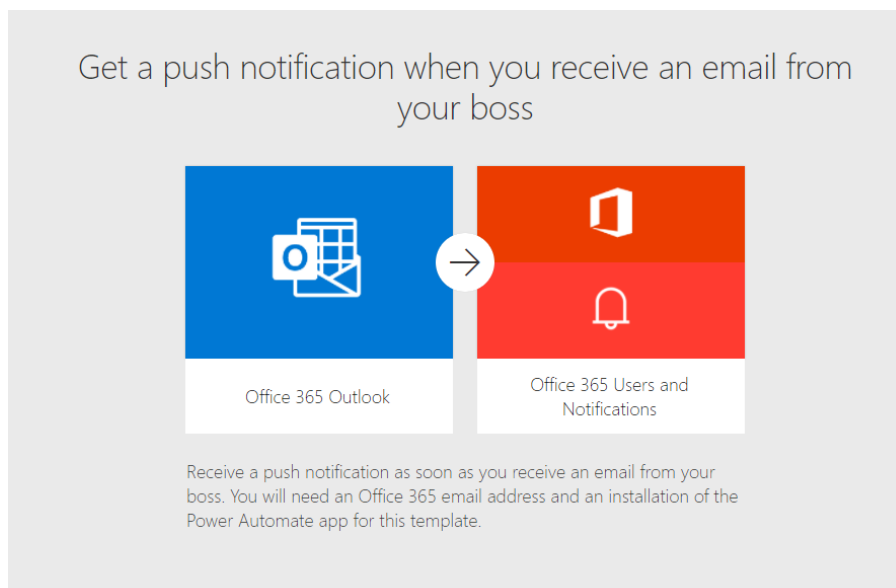 Get a push notification when you receive an email from
your boss
O
Office 365 Outlook
Office 365 Users and
Notifications
Receive a push notification as soon as you receive an email from your
boss. You will need an Office 365 email address and an installation of the
Power Automate app for this template.